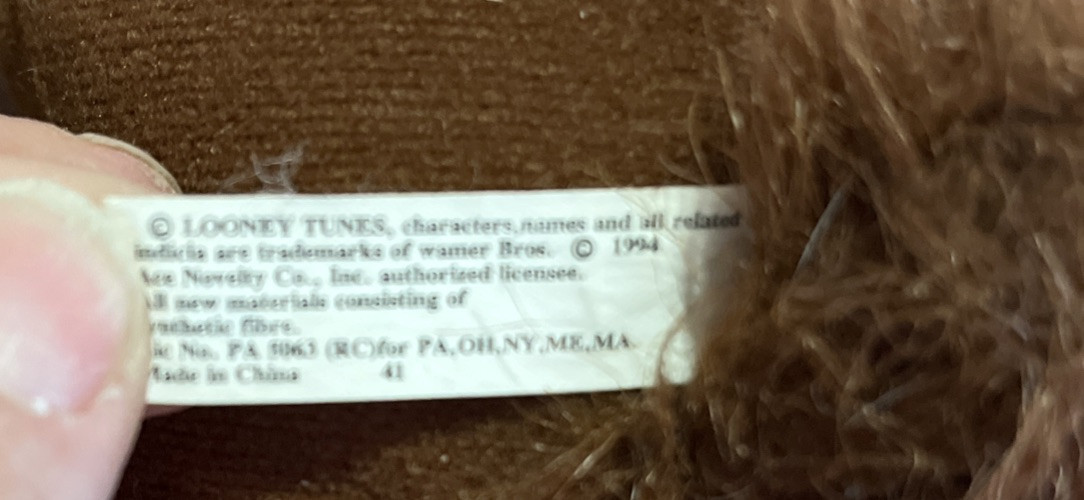 © LOONEY TUNES, characters,names and all related
indicia are trademarks of wamer Bros. © 1994
Ace Novelty Co., Inc. authorized licensee.
All new materials consisting of
synthetic fibre.
No. PA 5063 (RC)for PA,OH,NY,ME,MA.
Made in China 41